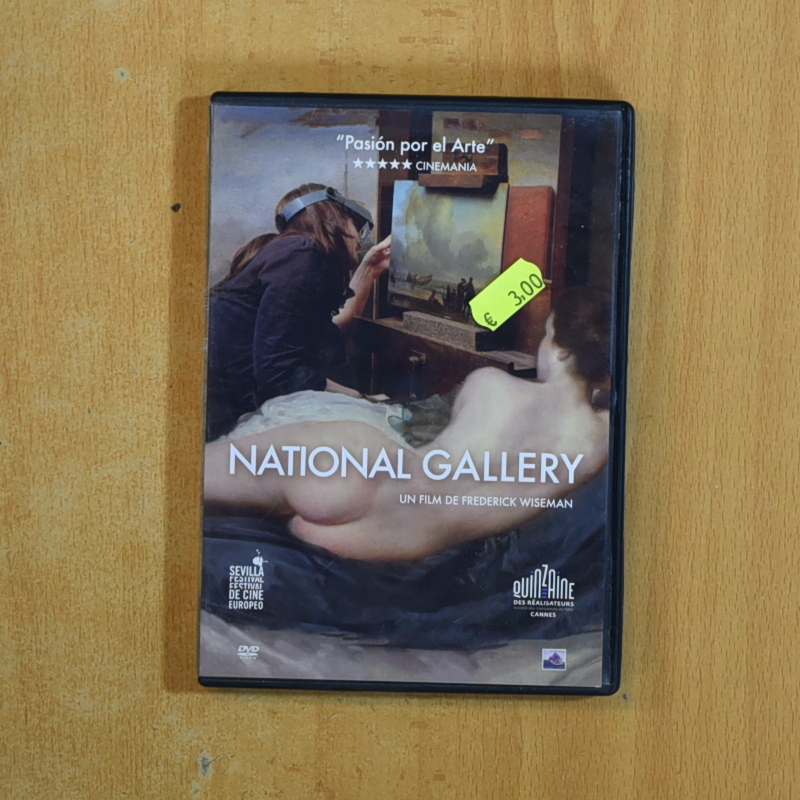 "Pasión por el Arte"
★★★★★ CINEMANIA
€ 3,00
NATIONAL GALLERY
UN FILM DE FREDERICK WISEMAN
SEVILLA
FESTIVAL
FESTIVAL
DE CINE
EUROPEO
QUINZAINE
DES RÉALISATEURS
CANNES
DVD
VIDEO